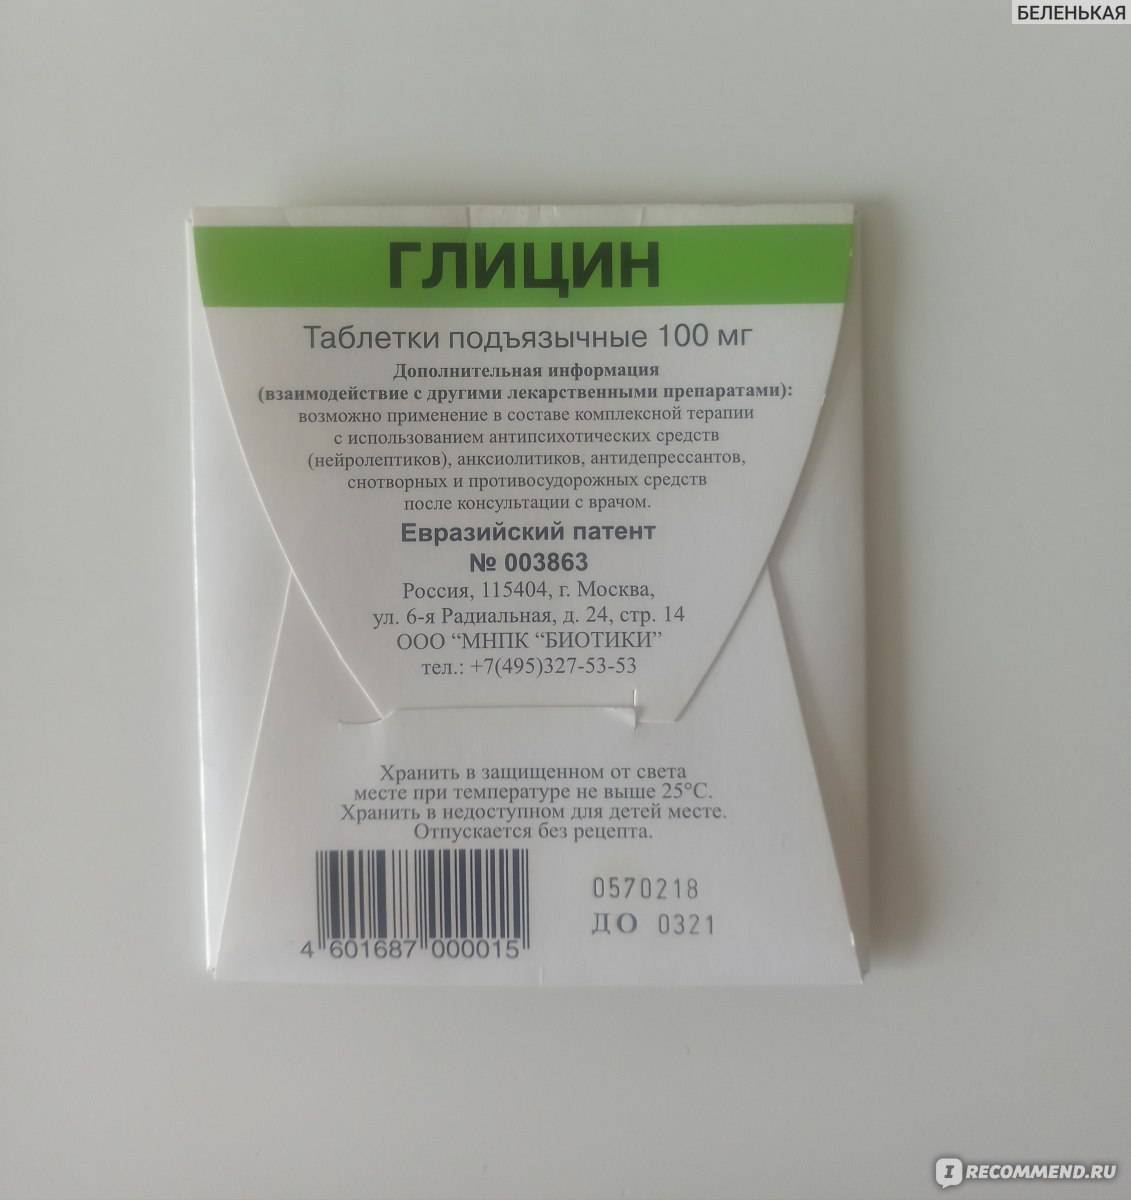 БЕЛЕНЬКАЯ
ГЛИЦИН
Таблетки подъязычные 100 мг
Дополнительная информация
(взаимодействие с другими лекарственными препаратами):
возможно применение в составе комплексной терапии
с использованием антипсихотических средств
(нейролептиков), анксиолитиков, антидепрессантов,
снотворных и противосудорожных средств
после консультации с врачом.
Евразийский патент
№ 003863
Россия, 115404, г. Москва,
ул. 6-я Радиальная, д. 24, стр. 14
ООО “МНПК “БИОТИКИ”
тел.: +7(495)327-53-53
Хранить в защищенном от света
месте при температуре не выше 25°С.
Хранить в недоступном для детей месте.
Отпускается без рецепта.
0570218
ДО 0321
4 601687 000015
I RECOMMEND.RU